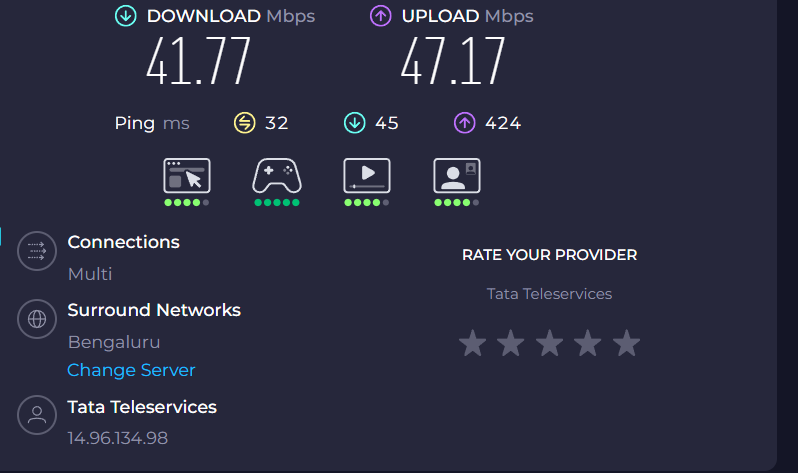 DOWNLOAD Mbps
UPLOAD Mbps
41.77
47.17
Ping ms 32 45 424
Connections
Multi
Surround Networks
Bengaluru
Change Server
Tata Teleservices
14.96.134.98
RATE YOUR PROVIDER
Tata Teleservices